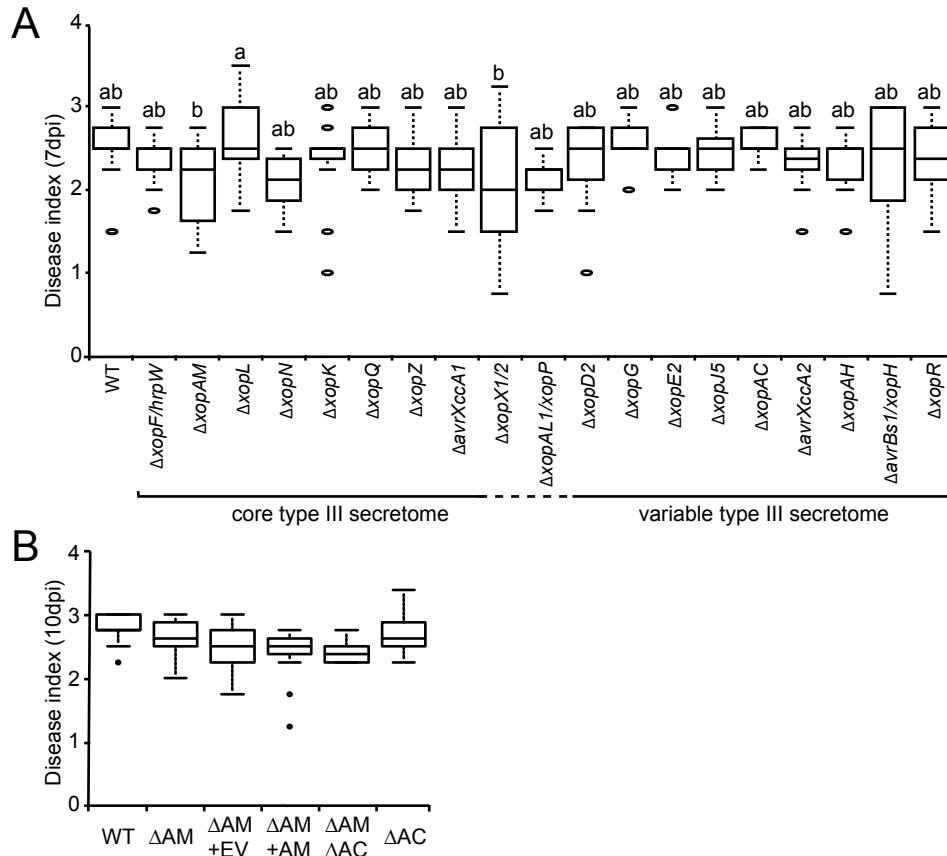 A
Disease index (7dpi)
4
3
2
1
0
ab
ab
b
a
ab
ab
ab
ab
ab
b
ab
ab
ab
ab
ab
ab
ab
ab
ab
ab
WT
ΔxopF/hrpW
ΔxopAM
ΔxopL
ΔxopN
ΔxopK
ΔxopQ
ΔxopZ
ΔavrXccA1
ΔxopX1/2
ΔxopAL1/xopP
ΔxopD2
ΔxopG
ΔxopE2
ΔxopJ5
ΔxopAC
ΔavrXccA2
ΔxopAH
ΔavrBs1/xopH
ΔxopR
core type III secretome
variable type III secretome
B
Disease index (10dpi)
4
3
2
1
0
WT
ΔAM
ΔAM
+EV
ΔAM
+AM
ΔAM
ΔAC
ΔAC